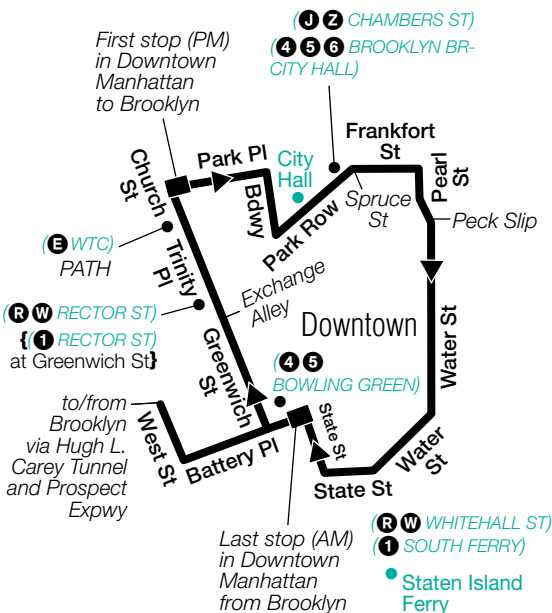 (J Z CHAMBERS ST)
(4 5 6 BROOKLYN BR-
CITY HALL)
First stop (PM)
in Downtown
Manhattan
to Brooklyn
Frankfort
St
Park Pl
City
Hall
Church
St
Bdwy
Park Row
Spruce
St
Pearl
St
Peck Slip
(E WTC)
PATH
Trinity
Pl
Exchange
Alley
(R W RECTOR ST)
{(1 RECTOR ST)
at Greenwich St}
Greenwich
St
Downtown
Water St
(4 5
BOWLING GREEN)
to/from
Brooklyn
via Hugh L.
Carey Tunnel
and Prospect
Expwy
West St
Battery Pl
State St
State St
Water
St
Last stop (AM)
in Downtown
Manhattan
from Brooklyn
(R W WHITEHALL ST)
(1 SOUTH FERRY)
Staten Island
Ferry